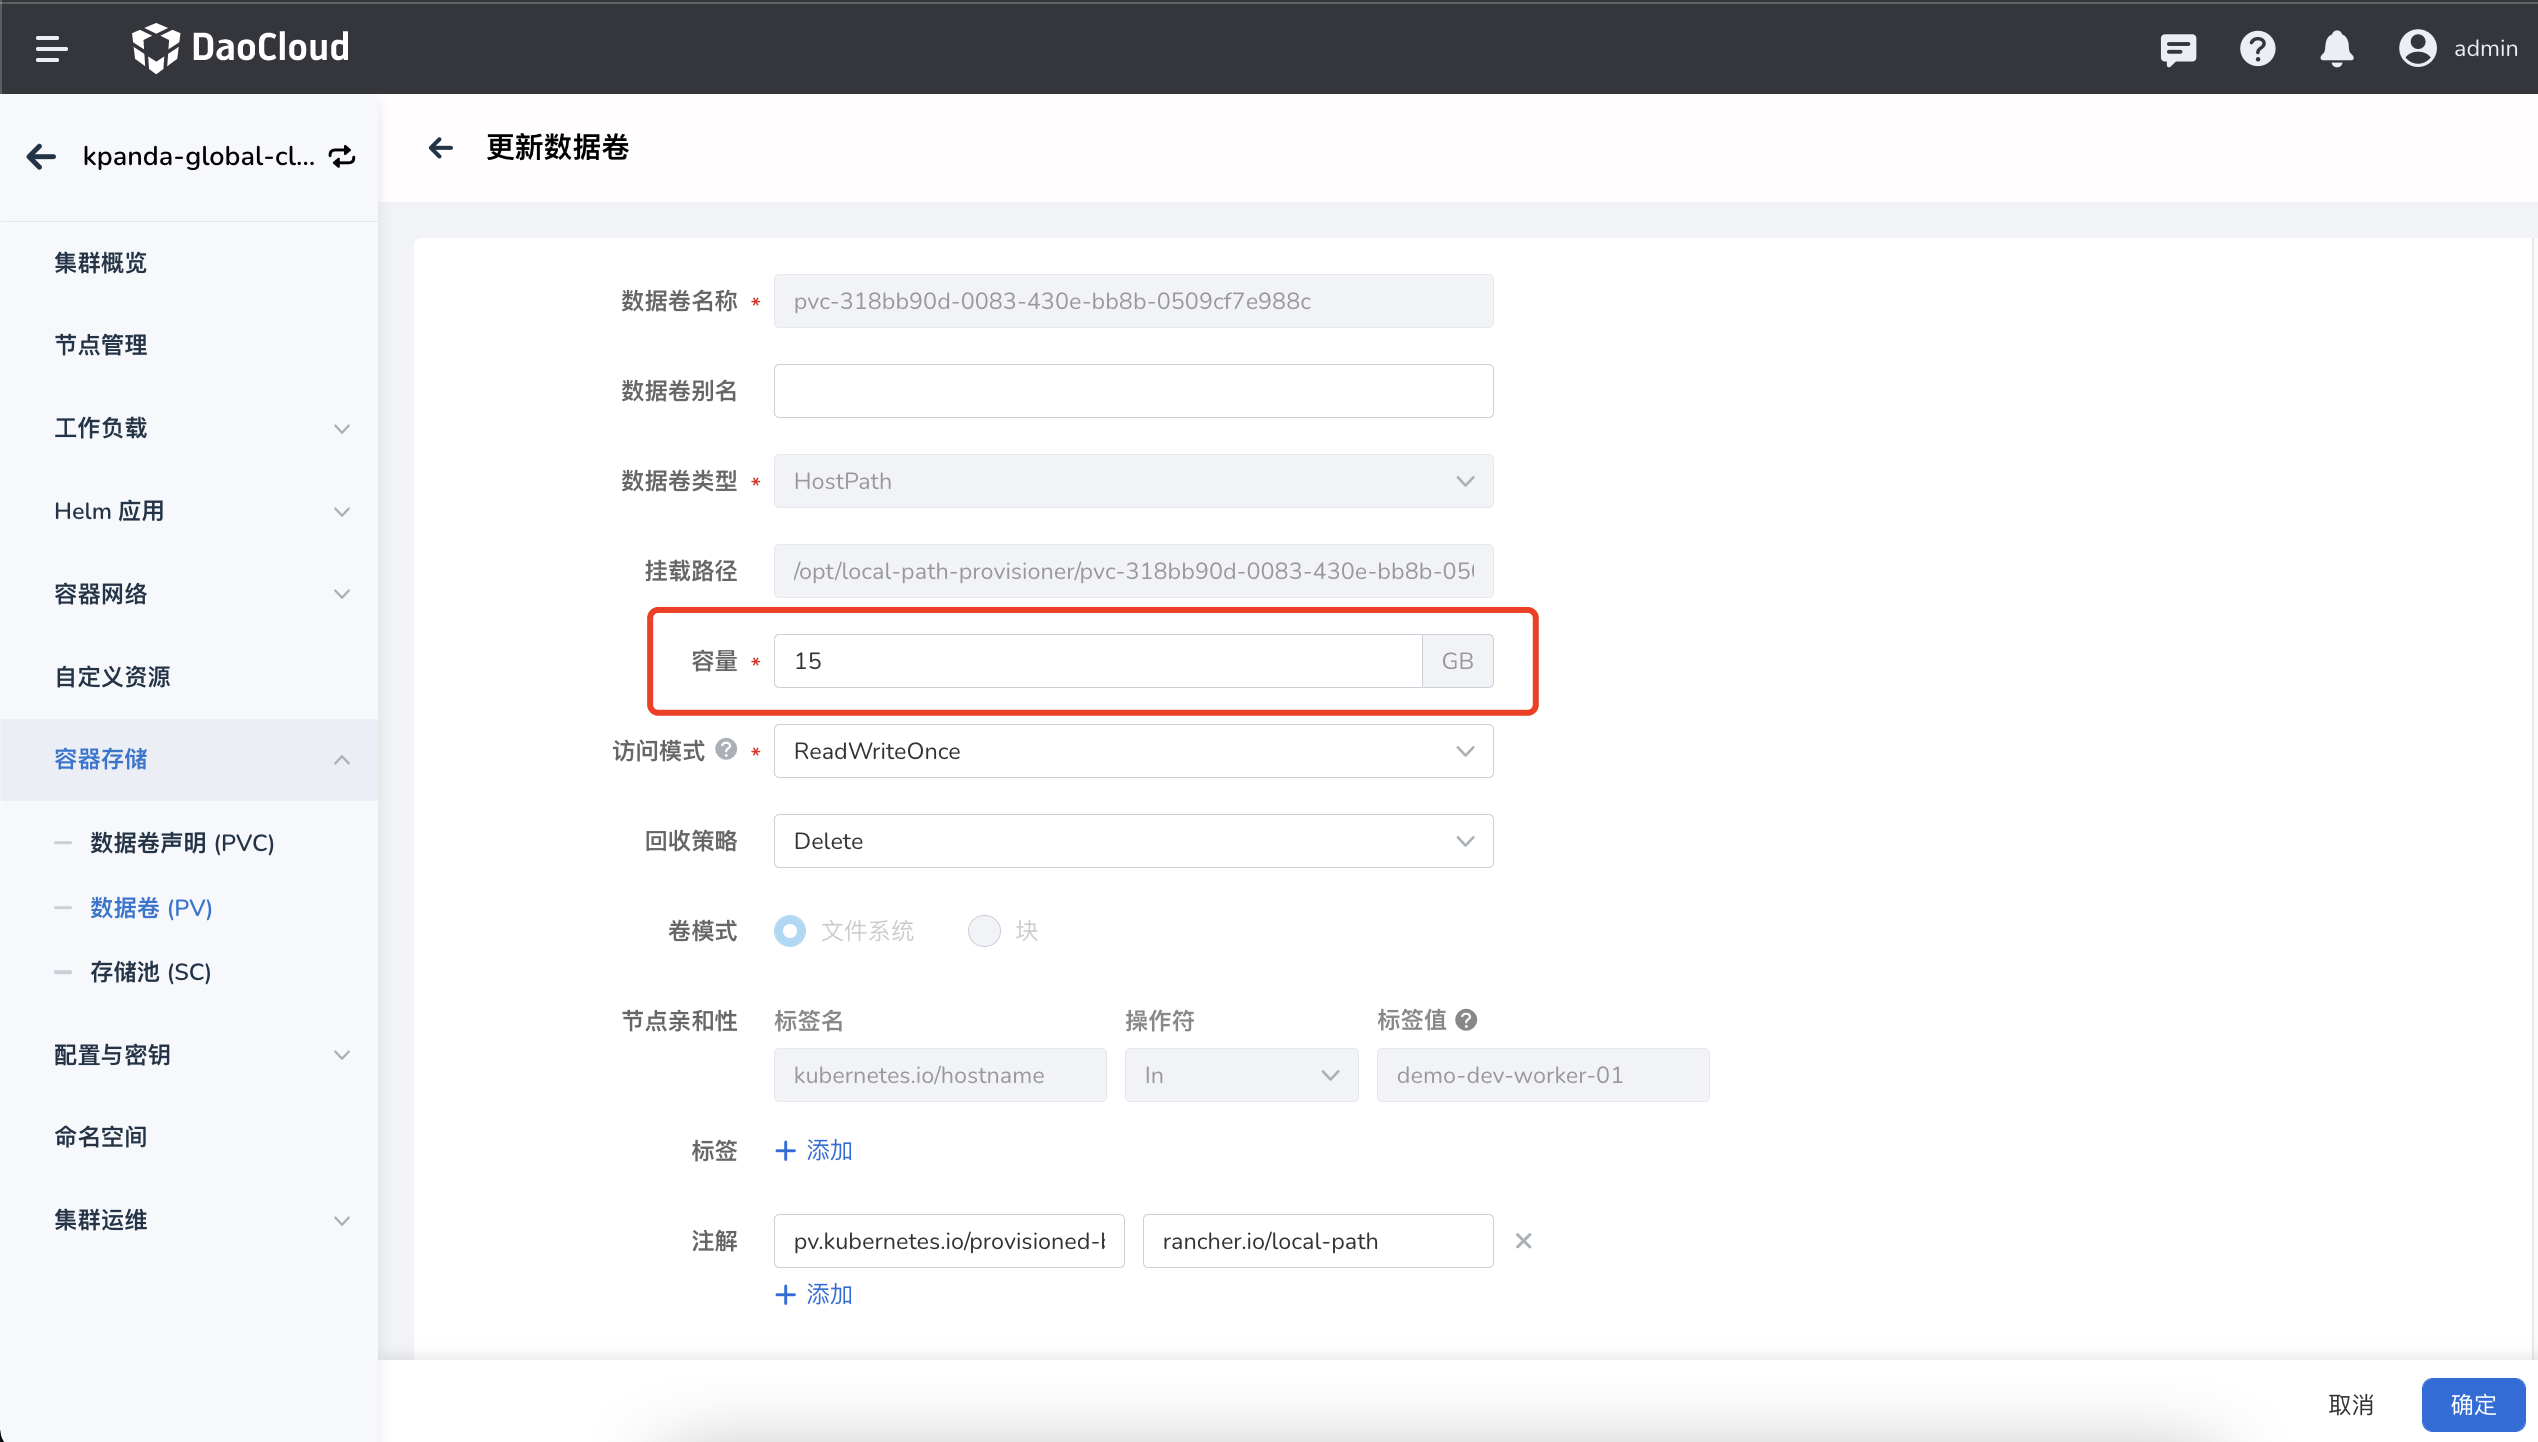 DaoCloud
admin
kpanda-global-cl...
更新数据卷
集群概览
节点管理
工作负载
Helm 应用
容器网络
自定义资源
容器存储
数据卷声明 (PVC)
数据卷 (PV)
存储池 (SC)
配置与密钥
命名空间
集群运维
数据卷名称 * pvc-318bb90d-0083-430e-bb8b-0509cf7e988c
数据卷别名
数据卷类型 * HostPath
挂载路径 /opt/local-path-provisioner/pvc-318bb90d-0083-430e-bb8b-050
容量 * 15 GB
访问模式 * ReadWriteOnce
回收策略 Delete
卷模式 文件系统 块
节点亲和性 标签名 操作符 标签值
kubernetes.io/hostname In demo-dev-worker-01
标签 + 添加
注解 pv.kubernetes.io/provisioned-b rancher.io/local-path
+ 添加
取消 确定